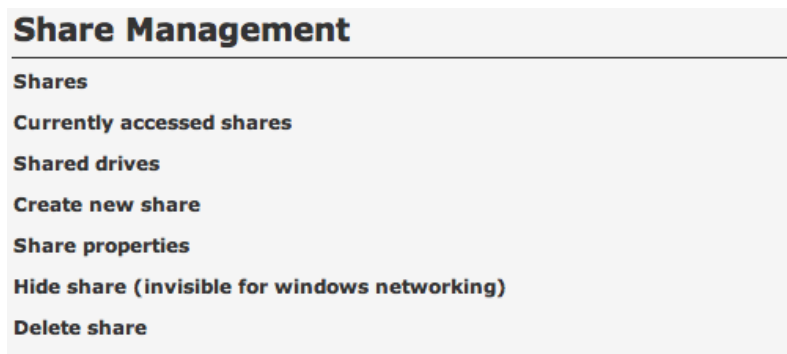 Share Management
Shares
Currently accessed shares
Shared drives
Create new share
Share properties
Hide share (invisible for windows networking)
Delete share